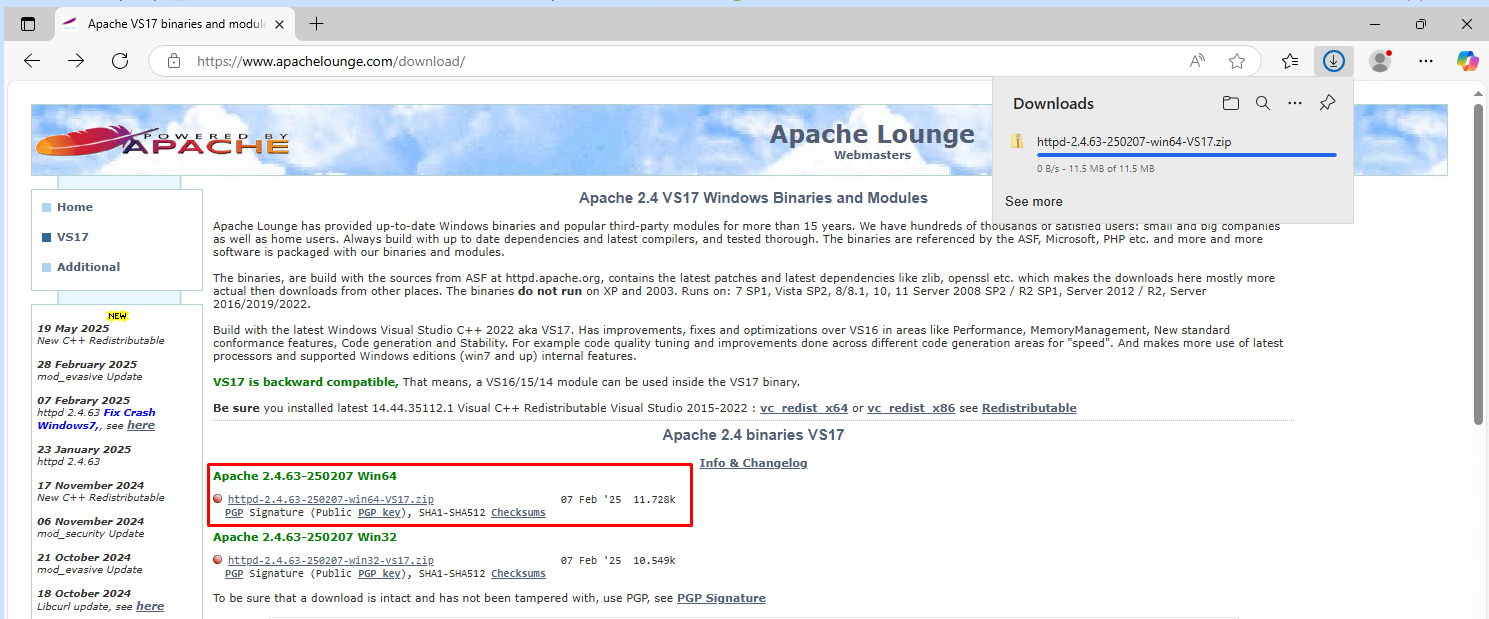 Apache VS17 binaries and module
https://www.apachelounge.com/download/
Downloads
httpd-2.4.63-250207-win64-VS17.zip
0 B/s - 11.5 MB of 11.5 MB
See more
POWERED BY
APACHE
Apache Lounge
Webmasters
Home
VS17
Additional
NEW
19 May 2025
New C++ Redistributable
28 February 2025
mod_evasive Update
07 Febrary 2025
httpd 2.4.63 Fix Crash
Windows7,, see here
23 January 2025
httpd 2.4.63
17 November 2024
New C++ Redistributable
06 November 2024
mod_security Update
21 October 2024
mod_evasive Update
18 October 2024
Libcurl update, see here
Apache 2.4 VS17 Windows Binaries and Modules
Apache Lounge has provided up-to-date Windows binaries and popular third-party modules for more than 15 years. We have hundreds of thousands of satisfied users: small and big companies
as well as home users. Always build with up to date dependencies and latest compilers, and tested thorough. The binaries are referenced by the ASF, Microsoft, PHP etc. and more and more
software is packaged with our binaries and modules.
The binaries, are build with the sources from ASF at httpd.apache.org, contains the latest patches and latest dependencies like zlib, openssl etc. which makes the downloads here mostly more
actual then downloads from other places. The binaries do not run on XP and 2003. Runs on: 7 SP1, Vista SP2, 8/8.1, 10, 11 Server 2008 SP2 / R2 SP1, Server 2012 / R2, Server
2016/2019/2022.
Build with the latest Windows Visual Studio C++ 2022 aka VS17. Has improvements, fixes and optimizations over VS16 in areas like Performance, MemoryManagement, New standard
conformance features, Code generation and Stability. For example code quality tuning and improvements done across different code generation areas for "speed". And makes more use of latest
processors and supported Windows editions (win7 and up) internal features.
VS17 is backward compatible, That means, a VS16/15/14 module can be used inside the VS17 binary.
Be sure you installed latest 14.44.35112.1 Visual C++ Redistributable Visual Studio 2015-2022 : vc_redist_x64 or vc_redist_x86 see Redistributable
Apache 2.4 binaries VS17
Info & Changelog
Apache 2.4.63-250207 Win64
httpd-2.4.63-250207-win64-VS17.zip 07 Feb '25 11.728k
PGP Signature (Public PGP key), SHA1-SHA512 Checksums
Apache 2.4.63-250207 Win32
httpd-2.4.63-250207-win32-vs17.zip 07 Feb '25 10.549k
PGP Signature (Public PGP key), SHA1-SHA512 Checksums
To be sure that a download is intact and has not been tampered with, use PGP, see PGP Signature